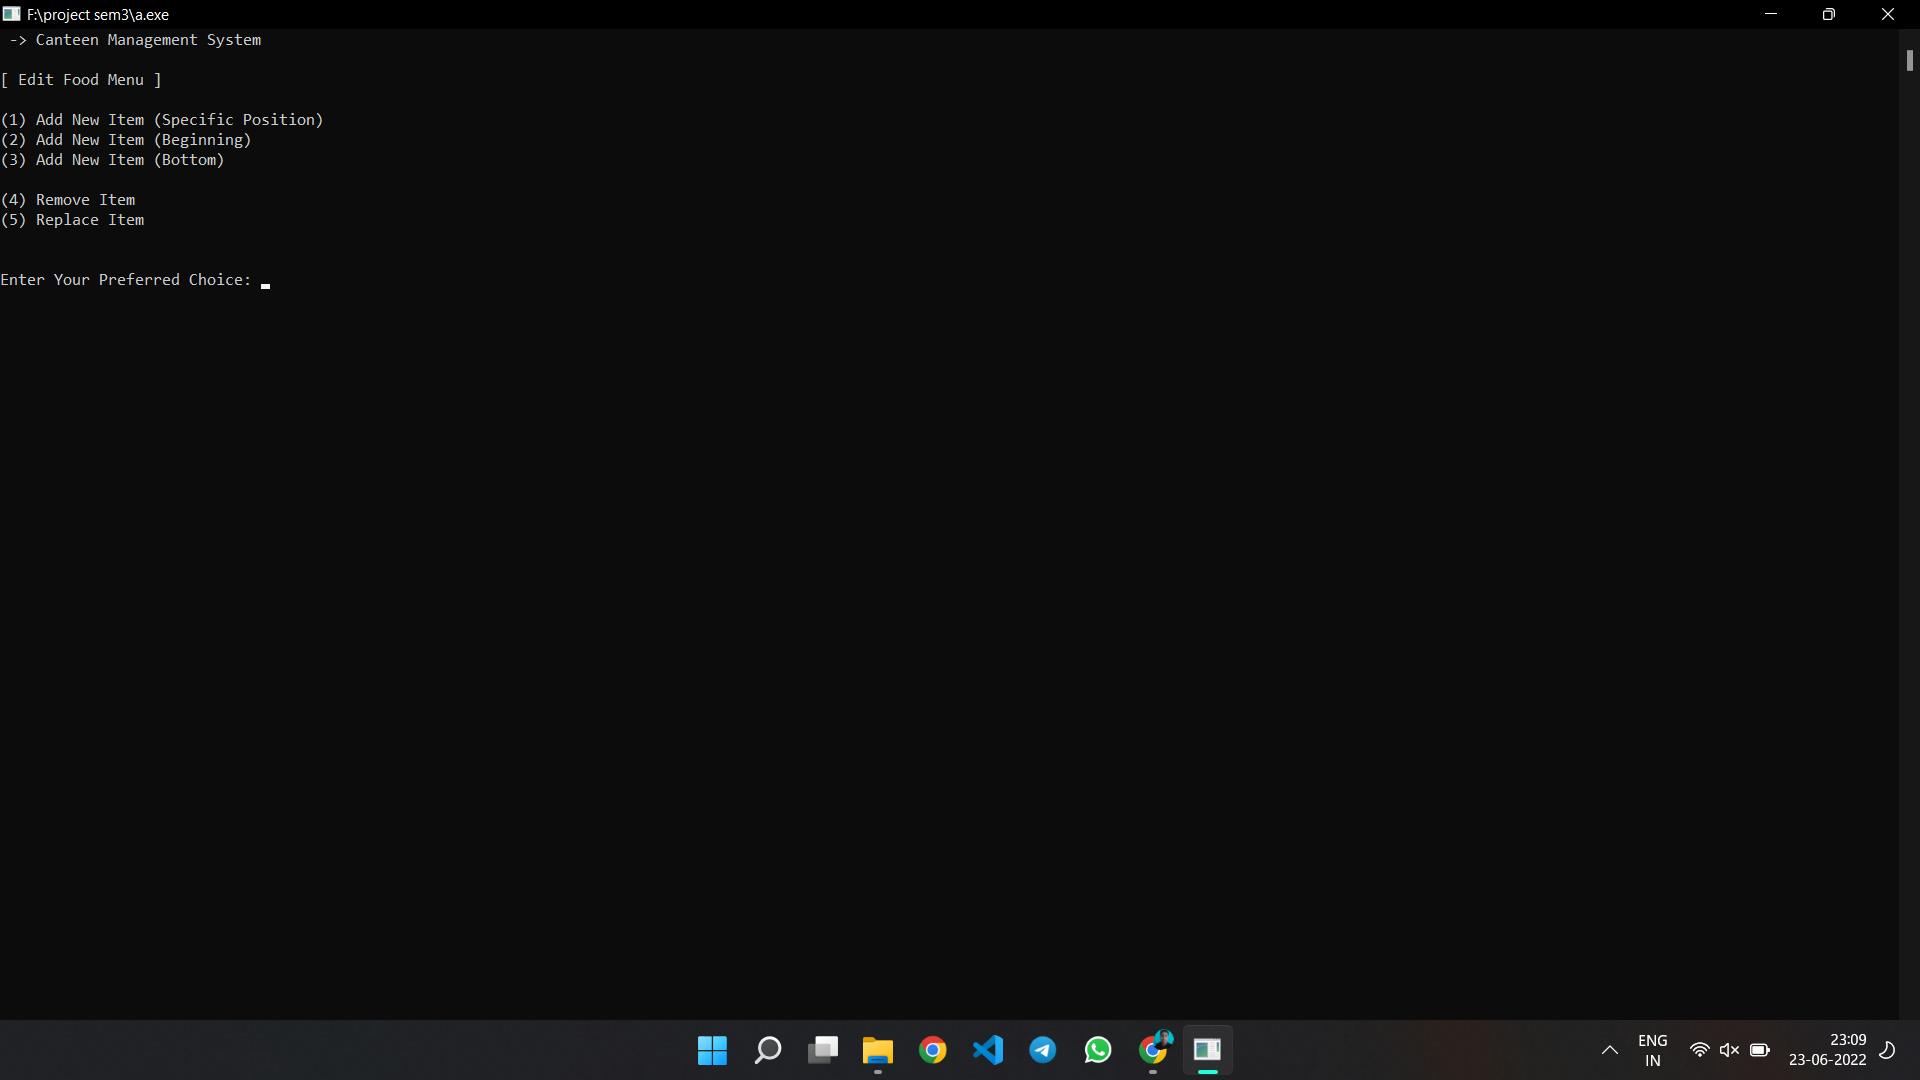 F:\project sem3\a.exe
-> Canteen Management System
[ Edit Food Menu ]
(1) Add New Item (Specific Position)
(2) Add New Item (Beginning)
(3) Add New Item (Bottom)
(4) Remove Item
(5) Replace Item
Enter Your Preferred Choice:
ENG
IN
23:09
23-06-2022